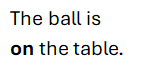 The ball is
on the table.